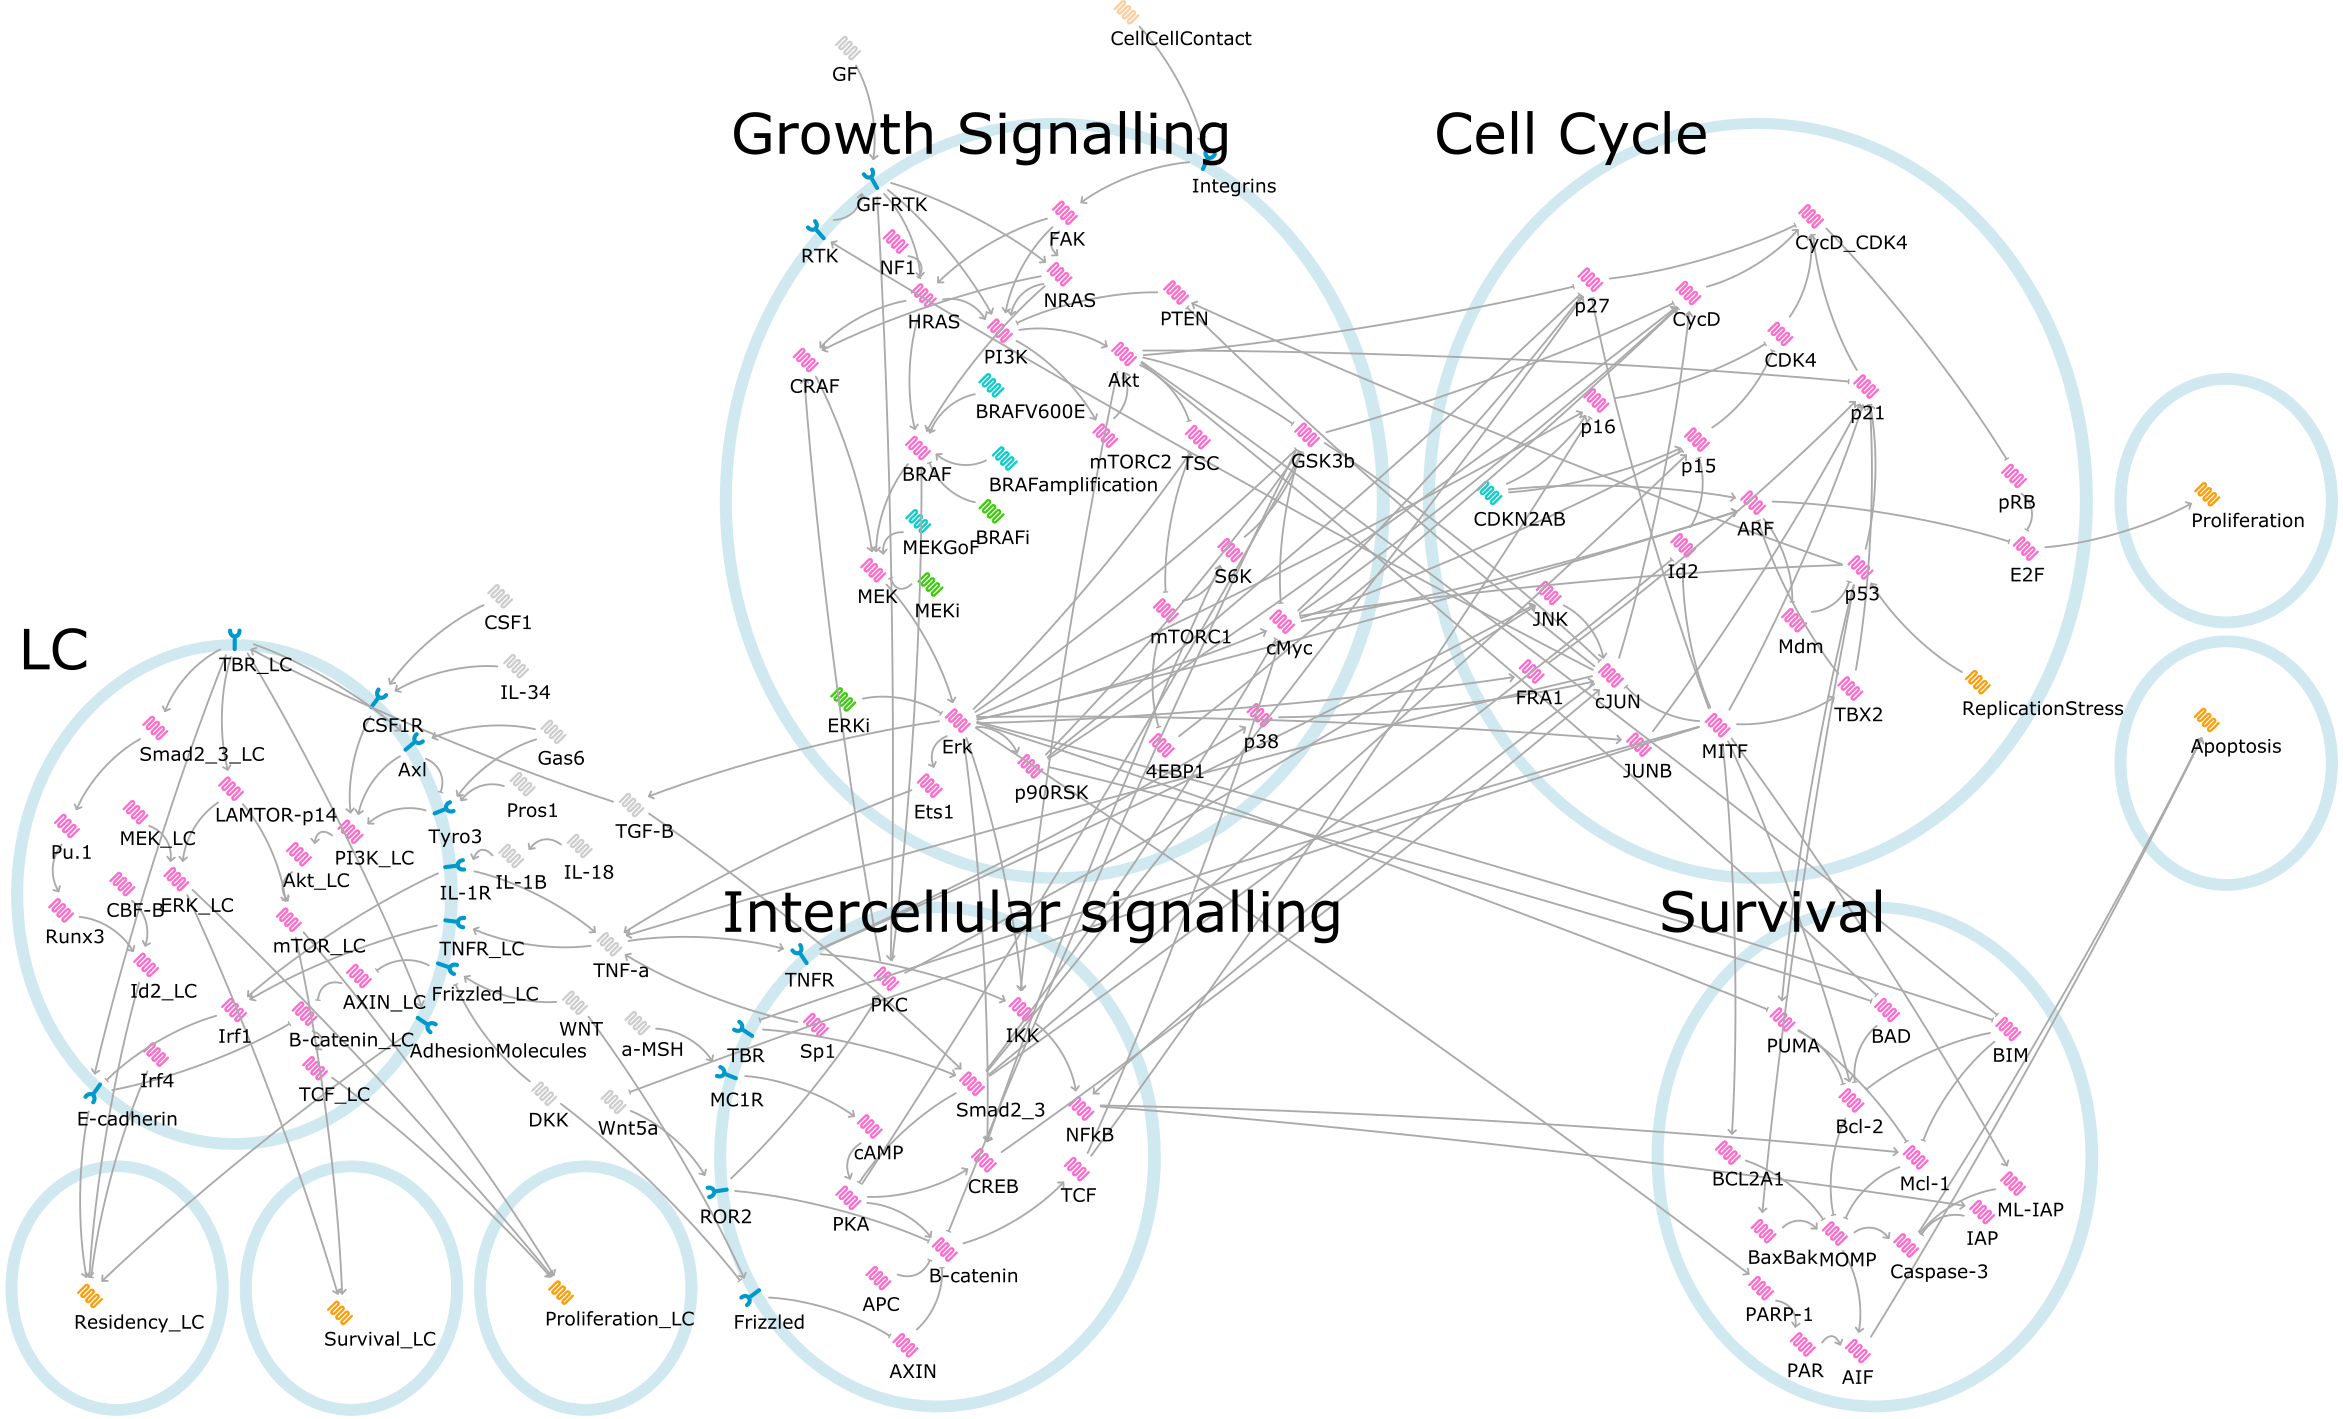 CellCellContact
GF
Growth Signalling
Cell Cycle
Integrins
GF-RTK
FAK
RTK
NF1
NRAS
HRAS
PTEN
PI3K
CRAF
Akt
BRAFV600E
mTORC2
TSC
GSK3b
BRAF
BRAFamplification
BRAFi
MEKGoF
MEK
MEKi
S6K
mTORC1
cMyc
ERKi
Erk
p38
4EBP1
p90RSK
Ets1
CycD_CDK4
p27
CycD
CDK4
p21
p16
p15
CDKN2AB
ARF
pRB
E2F
Id2
p53
JNK
Mdm
FRA1
cJUN
TBX2
ReplicationStress
MITF
JUNB
Proliferation
Apoptosis
LC
CSF1
TBR_LC
IL-34
CSF1R
Smad2_3_LC
Axl
Gas6
LAMTOR-p14
Pros1
MEK_LC
Tyro3
TGF-B
Pu.1
PI3K_LC
Akt_LC
IL-1R
IL-1B
IL-18
CBF-B
ERK_LC
Runx3
mTOR_LC
TNFR_LC
TNF-a
Id2_LC
AXIN_LC
Frizzled_LC
Irf1
B-catenin_LC
WNT
a-MSH
AdhesionMolecules
Irf4
TCF_LC
E-cadherin
DKK
Wnt5a
Residency_LC
Survival_LC
Proliferation_LC
Intercellular signalling
Survival
TNFR
PKC
IKK
TBR
Sp1
MC1R
Smad2_3
NFkB
cAMP
CREB
TCF
PKA
ROR2
B-catenin
APC
Frizzled
AXIN
PUMA
BAD
BIM
Bcl-2
BCL2A1
Mcl-1
ML-IAP
IAP
BaxBak
MOMP
Caspase-3
PARP-1
PAR
AIF